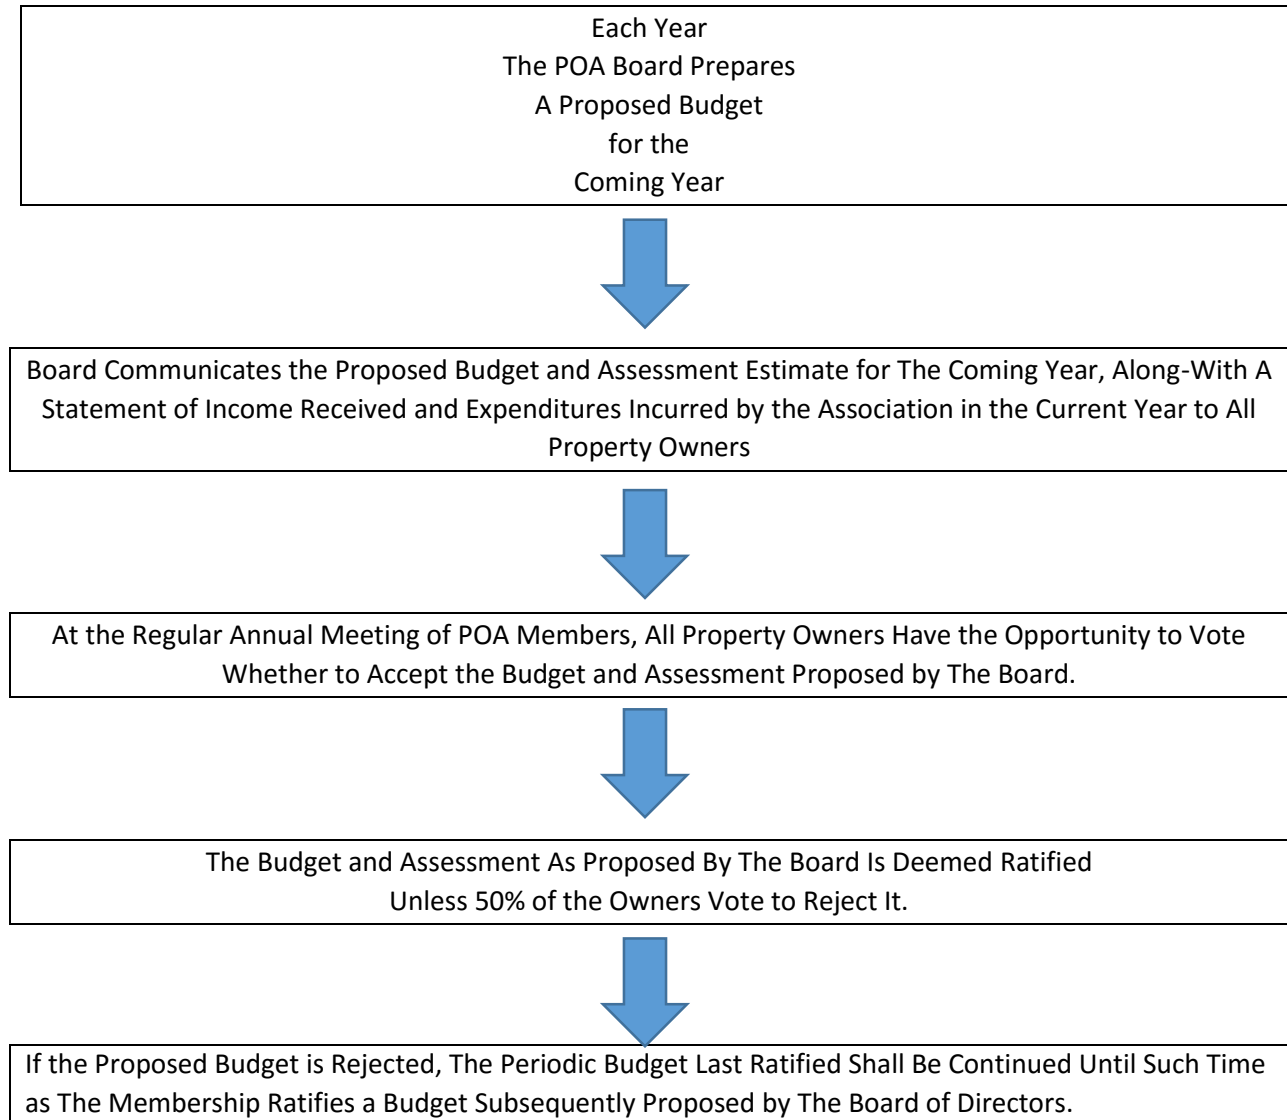 Each Year
The POA Board Prepares
A Proposed Budget
for the
Coming Year
Board Communicates the Proposed Budget and Assessment Estimate for The Coming Year, Along-With A
Statement of Income Received and Expenditures Incurred by the Association in the Current Year to All
Property Owners
At the Regular Annual Meeting of POA Members, All Property Owners Have the Opportunity to Vote
Whether to Accept the Budget and Assessment Proposed by The Board.
The Budget and Assessment As Proposed By The Board Is Deemed Ratified
Unless 50% of the Owners Vote to Reject It.
If the Proposed Budget is Rejected, The Periodic Budget Last Ratified Shall Be Continued Until Such Time
as The Membership Ratifies a Budget Subsequently Proposed by The Board of Directors.